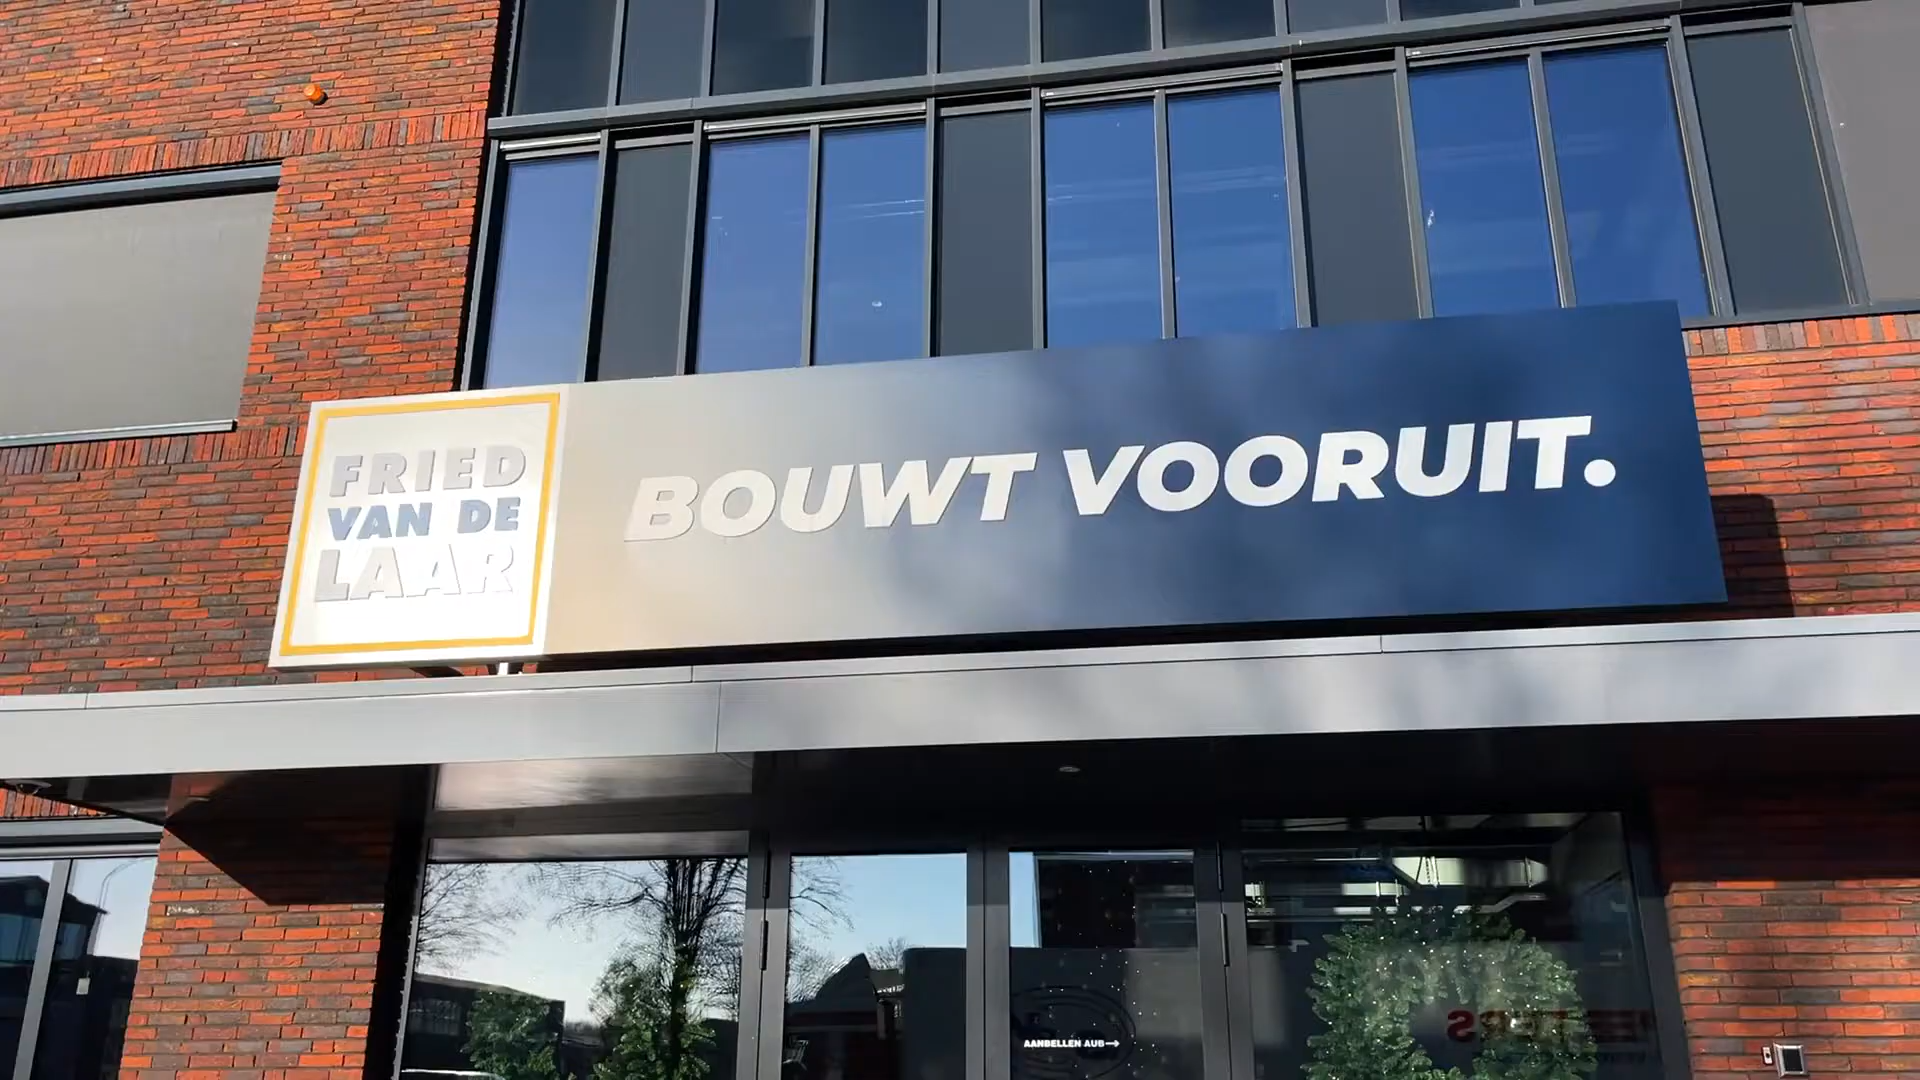 FRIED
VAN DE
LAAR
BOUWT VOORUIT.
AANBELLEN AUB→